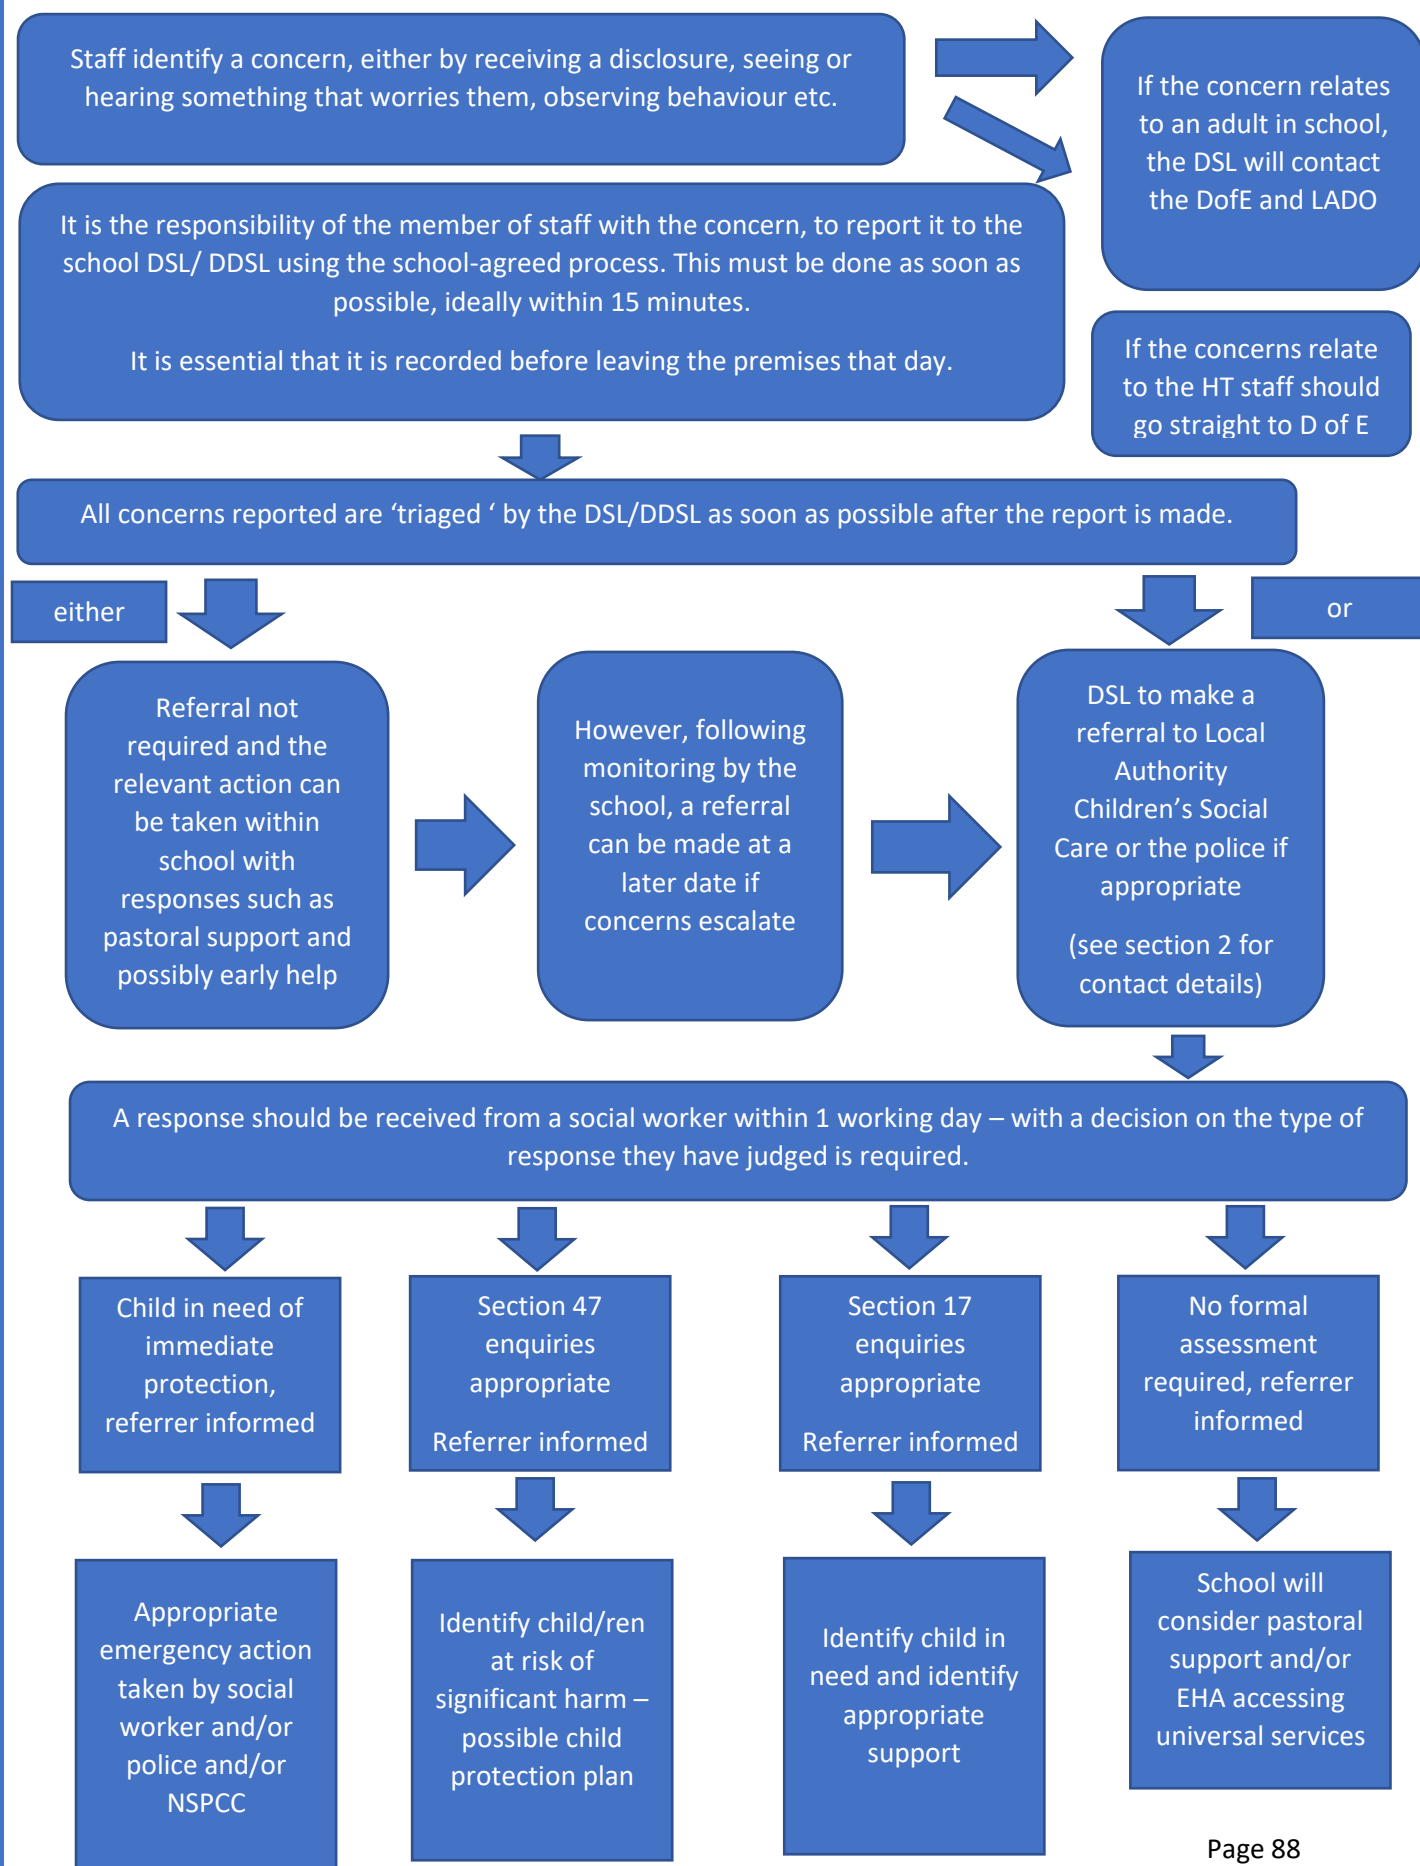 Staff identify a concern, either by receiving a disclosure, seeing or
hearing something that worries them, observing behaviour etc.
If the concern relates
to an adult in school,
the DSL will contact
the DofE and LADO
It is the responsibility of the member of staff with the concern, to report it to the
school DSL/ DDSL using the school-agreed process. This must be done as soon as
possible, ideally within 15 minutes.
It is essential that it is recorded before leaving the premises that day.
If the concerns relate
to the HT staff should
go straight to D of E
All concerns reported are ‘triaged ‘ by the DSL/DDSL as soon as possible after the report is made.
either
or
Referral not
required and the
relevant action can
be taken within
school with
responses such as
pastoral support and
possibly early help
However, following
monitoring by the
school, a referral
can be made at a
later date if
concerns escalate
DSL to make a
referral to Local
Authority
Children’s Social
Care or the police if
appropriate
(see section 2 for
contact details)
A response should be received from a social worker within 1 working day – with a decision on the type of
response they have judged is required.
Child in need of
immediate
protection,
referrer informed
Section 47
enquiries
appropriate
Referrer informed
Section 17
enquiries
appropriate
Referrer informed
No formal
assessment
required, referrer
informed
Appropriate
emergency action
taken by social
worker and/or
police and/or
NSPCC
Identify child/ren
at risk of
significant harm –
possible child
protection plan
Identify child in
need and identify
appropriate
support
School will
consider pastoral
support and/or
EHA accessing
universal services
Page 88